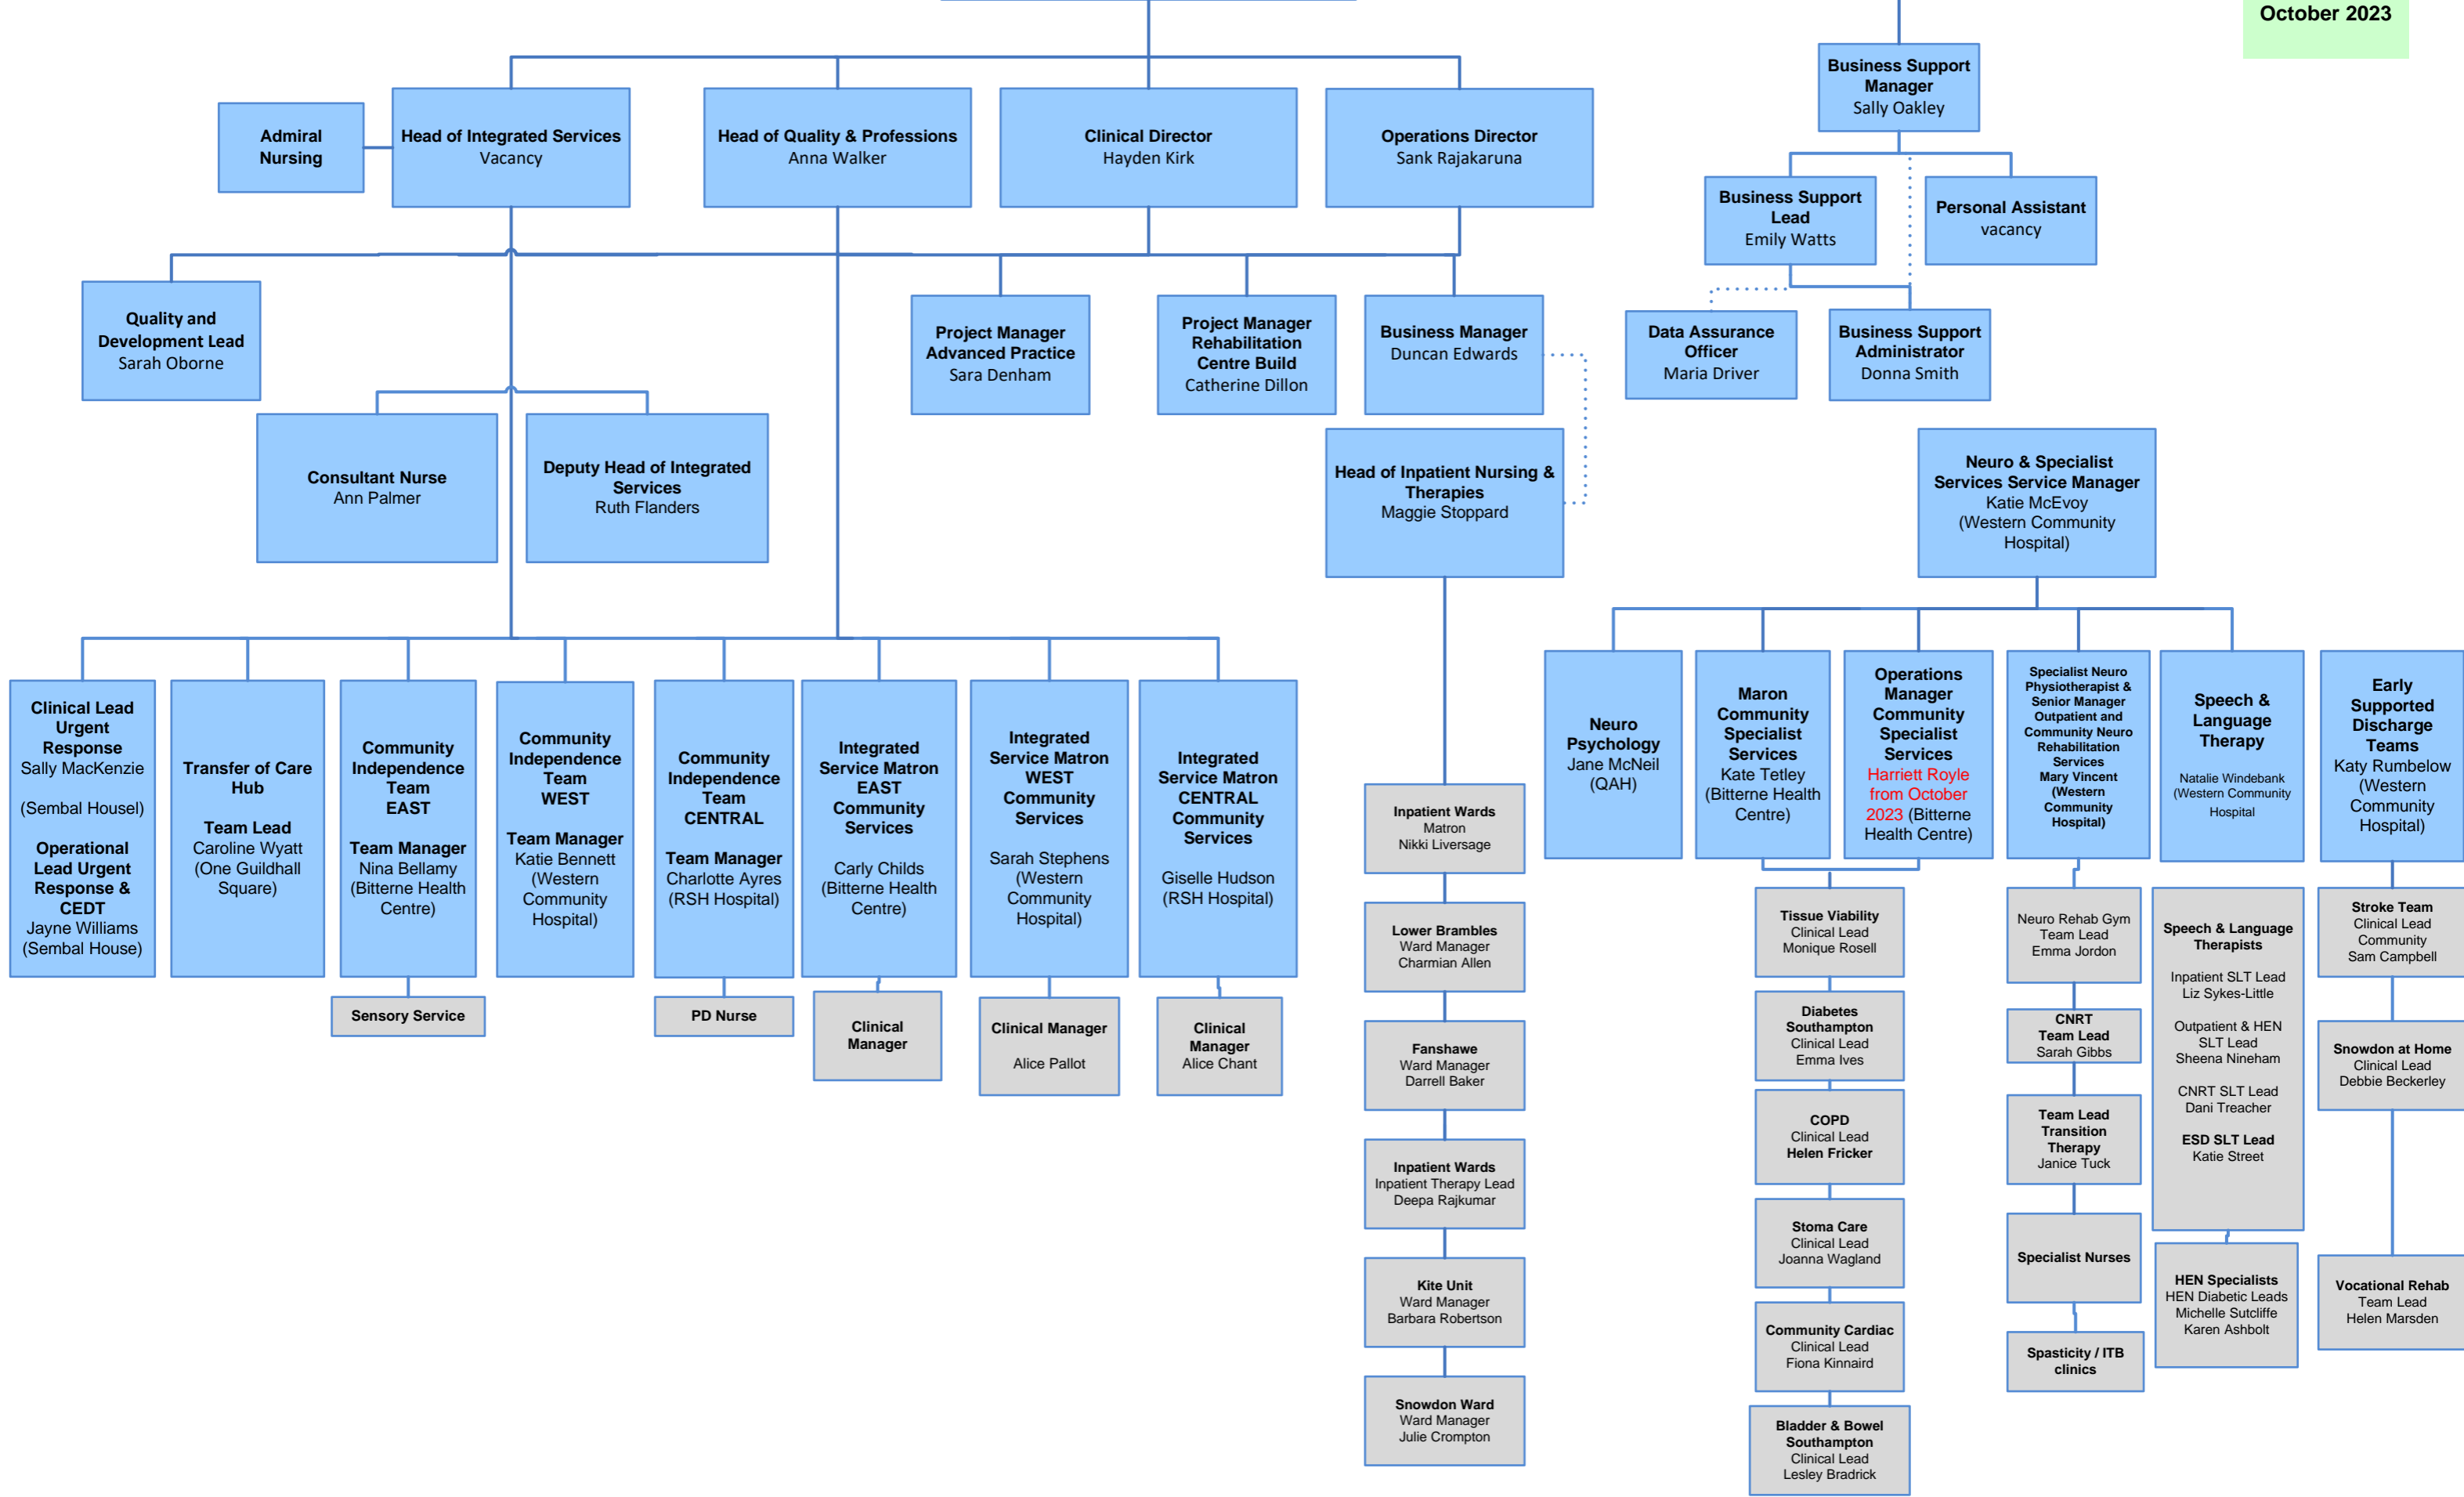 October 2023
Business Support
Manager
Sally Oakley
Admiral
Nursing
Head of Integrated Services
Vacancy
Head of Quality & Professions
Anna Walker
Clinical Director
Hayden Kirk
Operations Director
Sank Rajakaruna
Business Support
Lead
Emily Watts
Personal Assistant
vacancy
Quality and
Development Lead
Sarah Oborne
Project Manager
Advanced Practice
Sara Denham
Project Manager
Rehabilitation
Centre Build
Catherine Dillon
Business Manager
Duncan Edwards
Data Assurance
Officer
Maria Driver
Business Support
Administrator
Donna Smith
Consultant Nurse
Ann Palmer
Deputy Head of Integrated
Services
Ruth Flanders
Head of Inpatient Nursing &
Therapies
Maggie Stoppard
Neuro & Specialist
Services Service Manager
Katie McEvoy
(Western Community
Hospital)
Clinical Lead
Urgent
Response
Sally MacKenzie
(Sembal Housel)
Operational
Lead Urgent
Response &
CEDT
Jayne Williams
(Sembal House)
Transfer of Care
Hub
Team Lead
Caroline Wyatt
(One Guildhall
Square)
Community
Independence
Team
EAST
Team Manager
Nina Bellamy
(Bitterne Health
Centre)
Community
Independence
Team
WEST
Team Manager
Katie Bennett
(Western
Community
Hospital)
Community
Independence
Team
CENTRAL
Team Manager
Charlotte Ayres
(RSH Hospital)
Integrated
Service Matron
EAST
Community
Services
Carly Childs
(Bitterne Health
Centre)
Integrated
Service Matron
WEST
Community
Services
Sarah Stephens
(Western
Community
Hospital)
Integrated
Service Matron
CENTRAL
Community
Services
Giselle Hudson
(RSH Hospital)
Neuro
Psychology
Jane McNeil
(QAH)
Maron
Community
Specialist
Services
Kate Tetley
(Bitterne Health
Centre)
Operations
Manager
Community
Specialist
Services
Harriett Royle
from October
2023 (Bitterne
Health Centre)
Specialist Neuro
Physiotherapist &
Senior Manager
Outpatient and
Community Neuro
Rehabilitation
Services
Mary Vincent
(Western
Community
Hospital)
Speech &
Language
Therapy
Natalie Windebank
(Western Community
Hospital
Early
Supported
Discharge
Teams
Katy Rumbelow
(Western
Community
Hospital)
Sensory Service
PD Nurse
Clinical
Manager
Clinical Manager
Alice Pallot
Clinical
Manager
Alice Chant
Inpatient Wards
Matron
Nikki Liversage
Lower Brambles
Ward Manager
Charmian Allen
Fanshawe
Ward Manager
Darrell Baker
Inpatient Wards
Inpatient Therapy Lead
Deepa Rajkumar
Kite Unit
Ward Manager
Barbara Robertson
Snowdon Ward
Ward Manager
Julie Crompton
Tissue Viability
Clinical Lead
Monique Rosell
Diabetes
Southampton
Clinical Lead
Emma Ives
COPD
Clinical Lead
Helen Fricker
Stoma Care
Clinical Lead
Joanna Wagland
Community Cardiac
Clinical Lead
Fiona Kinnaird
Bladder & Bowel
Southampton
Clinical Lead
Lesley Bradrick
Neuro Rehab Gym
Team Lead
Emma Jordon
CNRT
Team Lead
Sarah Gibbs
Team Lead
Transition
Therapy
Janice Tuck
Specialist Nurses
Spasticity / ITB
clinics
Speech & Language
Therapists
Inpatient SLT Lead
Liz Sykes-Little
Outpatient & HEN
SLT Lead
Sheena Nineham
CNRT SLT Lead
Dani Treacher
ESD SLT Lead
Katie Street
HEN Specialists
HEN Diabetic Leads
Michelle Sutcliffe
Karen Ashbolt
Stroke Team
Clinical Lead
Community
Sam Campbell
Snowdon at Home
Clinical Lead
Debbie Beckerley
Vocational Rehab
Team Lead
Helen Marsden